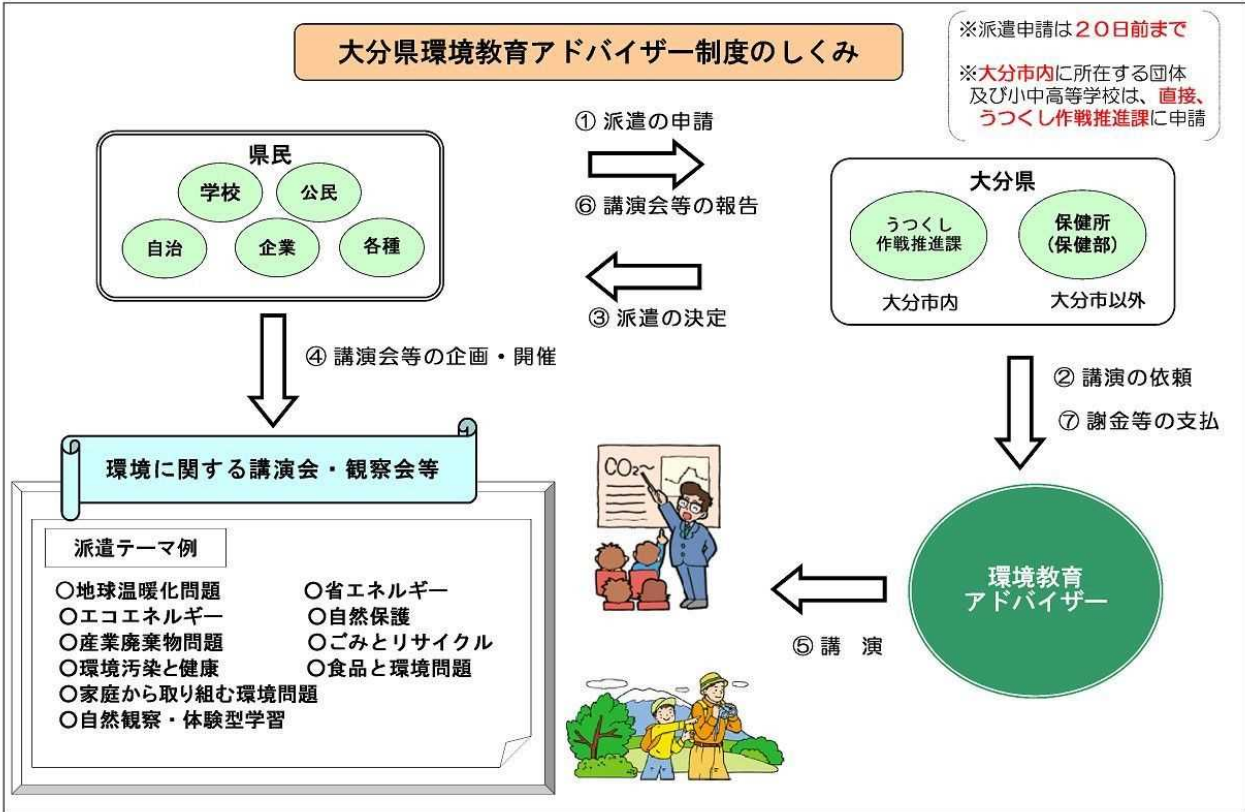 大分県環境教育アドバイザー制度のしくみ
※派遣申請は２０日前まで
※大分市内に所在する団体
及び小中高等学校は、直接、
うつくし作戦推進課に申請
県民
学校
公民
自治
企業
各種
① 派遣の申請
⑥ 講演会等の報告
③ 派遣の決定
大分県
うつくし
作戦推進課
保健所
(保健部)
大分市内
大分市以外
④ 講演会等の企画・開催
② 講演の依頼
⑦ 謝金等の支払
環境に関する講演会・観察会等
派遣テーマ例
○地球温暖化問題
○省エネルギー
○エコエネルギー
○自然保護
○産業廃棄物問題
○ごみとリサイクル
○環境汚染と健康
○食品と環境問題
○家庭から取り組む環境問題
○自然観察・体験型学習
CO2~
環境教育
アドバイザー
⑤ 講　演